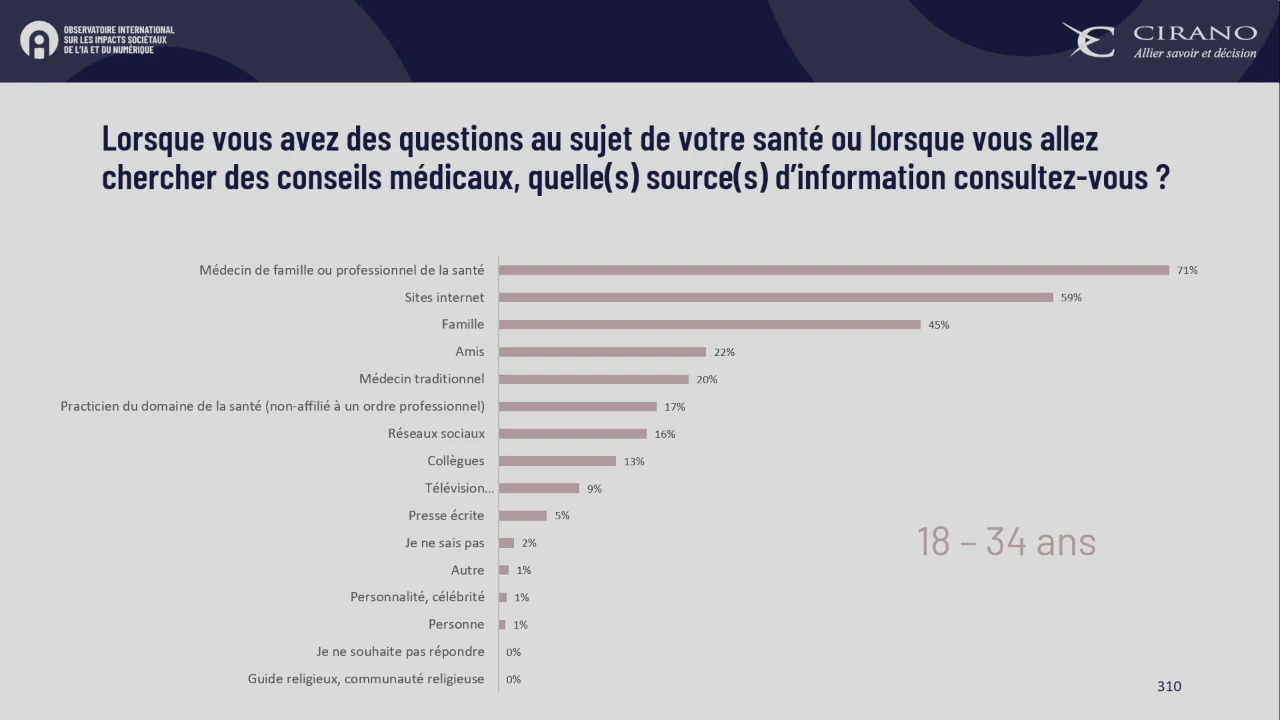 OBSERVATOIRE INTERNATIONAL
SUR LES IMPACTS SOCIÉTAUX
DE L'IA ET DU NUMÉRIQUE
CIRANO
Allier savoir et décision
Lorsque vous avez des questions au sujet de votre santé ou lorsque vous allez
chercher des conseils médicaux, quelle(s) source(s) d’information consultez-vous ?
Médecin de famille ou professionnel de la santé 71%
Sites internet 59%
Famille 45%
Amis 22%
Médecin traditionnel 20%
Practicien du domaine de la santé (non-affilié à un ordre professionnel) 17%
Réseaux sociaux 16%
Collègues 13%
Télévision... 9%
Presse écrite 5%
Je ne sais pas 2%
Autre 1%
Personnalité, célébrité 1%
Personne 1%
Je ne souhaite pas répondre 0%
Guide religieux, communauté religieuse 0%
18 – 34 ans
310